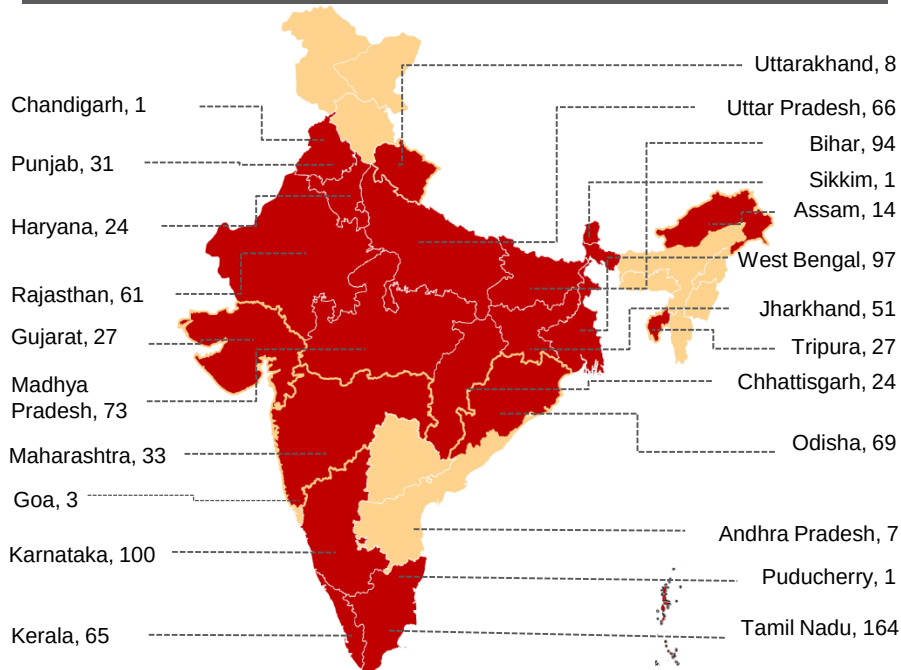 Chandigarh, 1
Punjab, 31
Haryana, 24
Rajasthan, 61
Gujarat, 27
Madhya
Pradesh, 73
Maharashtra, 33
Goa, 3
Karnataka, 100
Kerala, 65
Uttarakhand, 8
Uttar Pradesh, 66
Bihar, 94
Sikkim, 1
Assam, 14
West Bengal, 97
Jharkhand, 51
Tripura, 27
Chhattisgarh, 24
Odisha, 69
Andhra Pradesh, 7
Puducherry, 1
Tamil Nadu, 164